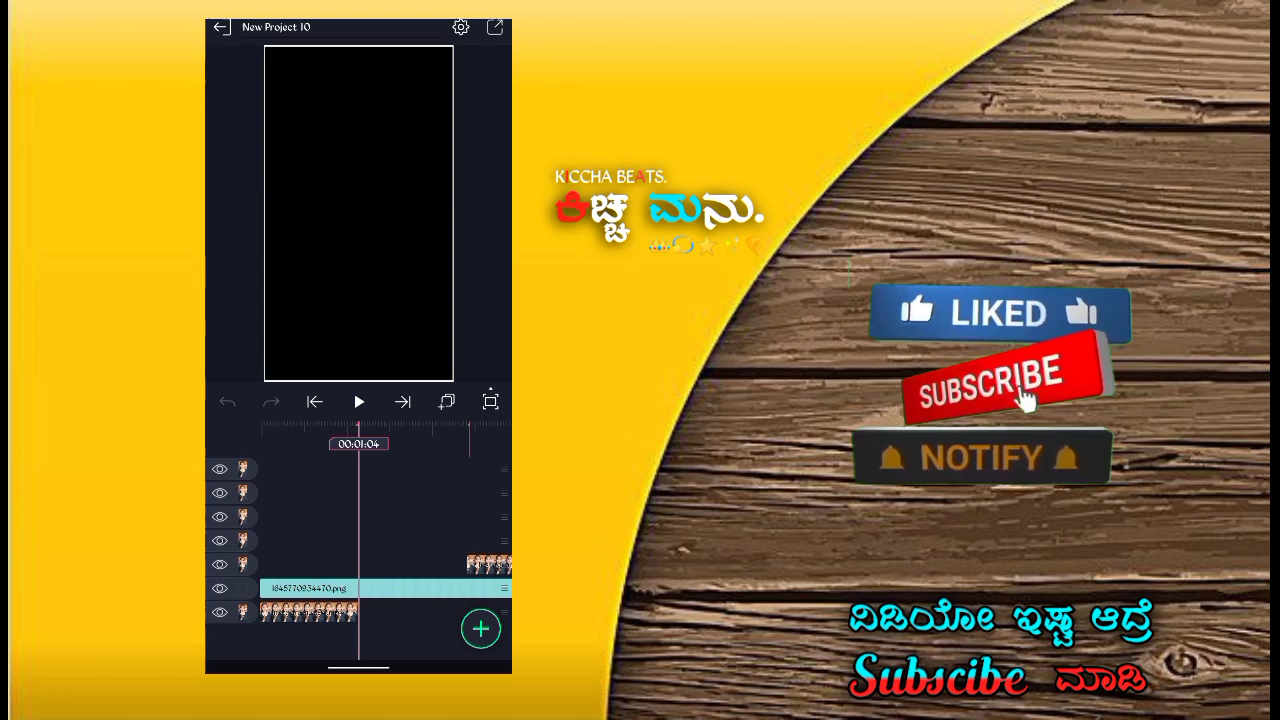 New Project 10
KICCHA BEATS.
ಕಿಚ್ಚ ಮನು.
LIKED
SUBSCRIBE
NOTIFY
00:01:04
1645770934470.png
ವಿಡಿಯೋ ಇಷ್ಟ ಆದ್ರೆ
Subscibe ಮಾಡಿ